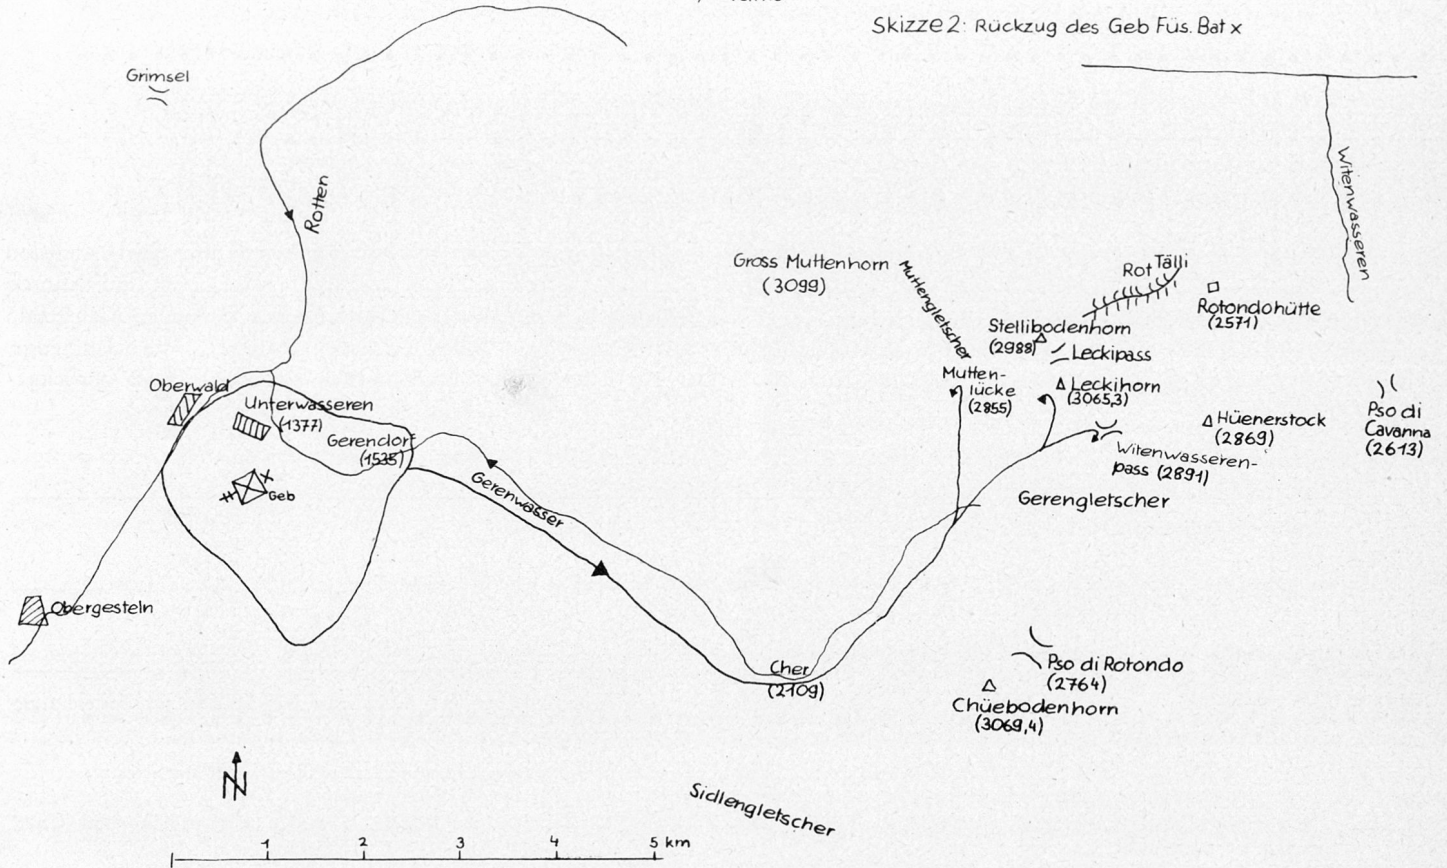 Skizze 2: Rückzug des Geb Füs. Bat x
Grimsel
Rotten
Witenwasseren
Gross Muttenhorn
(3099)
Muttengletscher
Rot Tälli
Rotondohütte
(2571)
Stellibodenhorn
(2988)
Leckipass
Mutten-
lücke
(2855)
Leckihorn
(3065,3)
Oberwald
Unterwasseren
(1377)
Gerendorf
(1535)
Hüenerstock
(2869)
Pso di
Cavanna
(2613)
Witenwasseren-
pass (2891)
Geb
Gerenwasser
Gerengletscher
Obergesteln
Cher
(2109)
Pso di Rotondo
(2764)
Chüebodenhorn
(3069,4)
N
Sidlengletscher
1 2 3 4 5 km